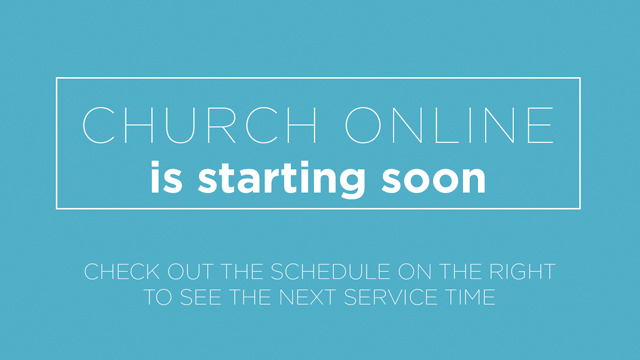 CHURCH ONLINE
is starting soon
CHECK OUT THE SCHEDULE ON THE RIGHT
TO SEE THE NEXT SERVICE TIME